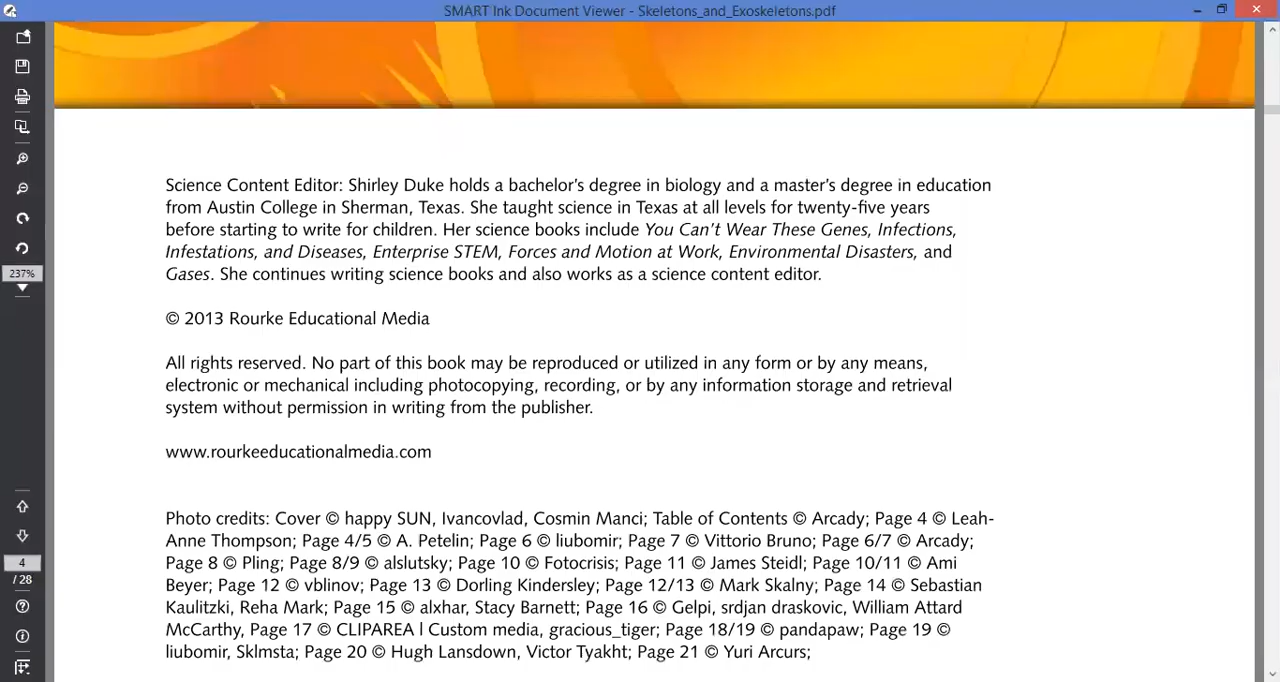 SMART Ink Document Viewer - Skeletons_and_Exoskeletons.pdf
Science Content Editor: Shirley Duke holds a bachelor's degree in biology and a master's degree in education
from Austin College in Sherman, Texas. She taught science in Texas at all levels for twenty-five years
before starting to write for children. Her science books include You Can't Wear These Genes, Infections,
Infestations, and Diseases, Enterprise STEM, Forces and Motion at Work, Environmental Disasters, and
Gases. She continues writing science books and also works as a science content editor.
© 2013 Rourke Educational Media
All rights reserved. No part of this book may be reproduced or utilized in any form or by any means,
electronic or mechanical including photocopying, recording, or by any information storage and retrieval
system without permission in writing from the publisher.
www.rourkeeducationalmedia.com
Photo credits: Cover © happy SUN, Ivancovlad, Cosmin Manci; Table of Contents © Arcady; Page 4 © Leah-
Anne Thompson; Page 4/5 © A. Petelin; Page 6 © liubomir; Page 7 © Vittorio Bruno; Page 6/7 © Arcady;
Page 8 © Pling; Page 8/9 © alslutsky; Page 10 © Fotocrisis; Page 11 © James Steidl; Page 10/11 © Ami
Beyer; Page 12 © vblinov; Page 13 © Dorling Kindersley; Page 12/13 © Mark Skalny; Page 14 © Sebastian
Kaulitzki, Reha Mark; Page 15 © alxhar, Stacy Barnett; Page 16 © Gelpi, srdjan draskovic, William Attard
McCarthy, Page 17 © CLIPAREA l Custom media, gracious_tiger; Page 18/19 © pandapaw; Page 19 ©
liubomir, Sklmsta; Page 20 © Hugh Lansdown, Victor Tyakht; Page 21 © Yuri Arcurs;
237%
4
/ 28